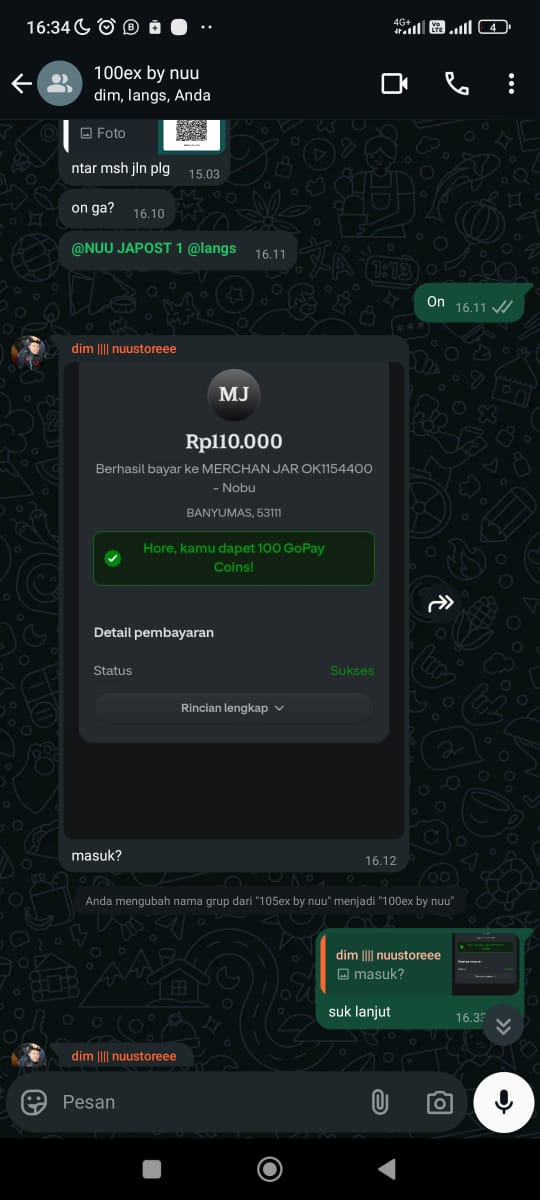 16:34
4G+
Vo LTE
4
100ex by nuu
dim, langs, Anda
Foto
ntar msh jln plg 15.03
on ga? 16.10
@NUU JAPOST 1 @langs 16.11
On 16.11
dim |||| nuustoreee
MJ
Rp110.000
Berhasil bayar ke MERCHAN JAR OK1154400
- Nobu
BANYUMAS, 53111
Hore, kamu dapet 100 GoPay
Coins!
Detail pembayaran
Status Sukses
Rincian lengkap
masuk? 16.12
Anda mengubah nama grup dari "105ex by nuu" menjadi "100ex by nuu"
dim |||| nuustoreee
masuk?
suk lanjut 16.33
dim |||| nuustoreee
Pesan